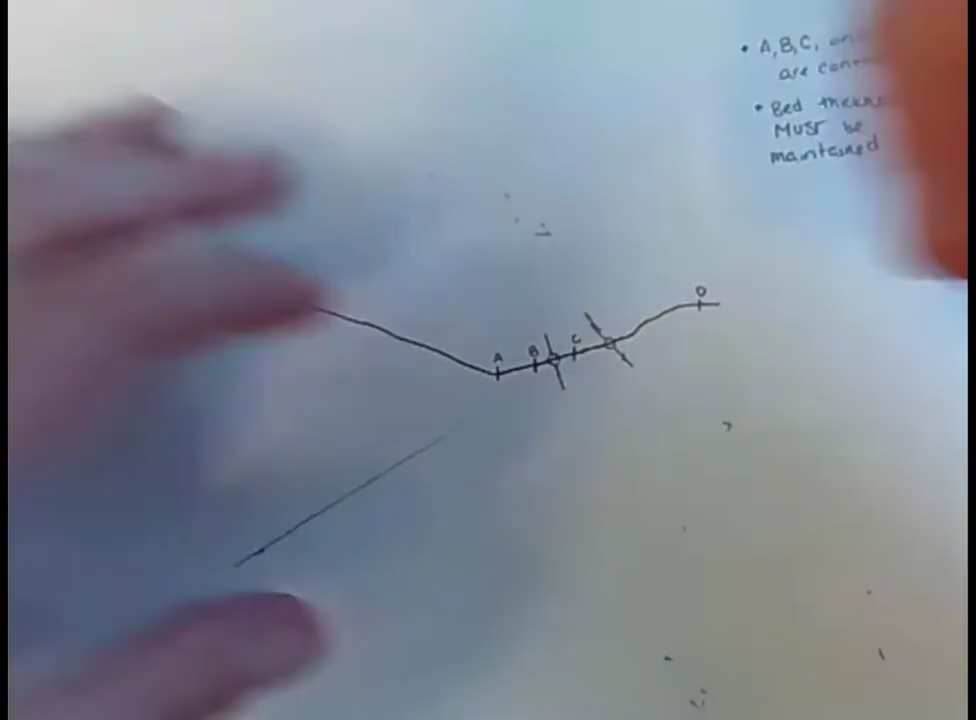 • A, B, C,
are
• Bed
Must be
maintained
D
A B C